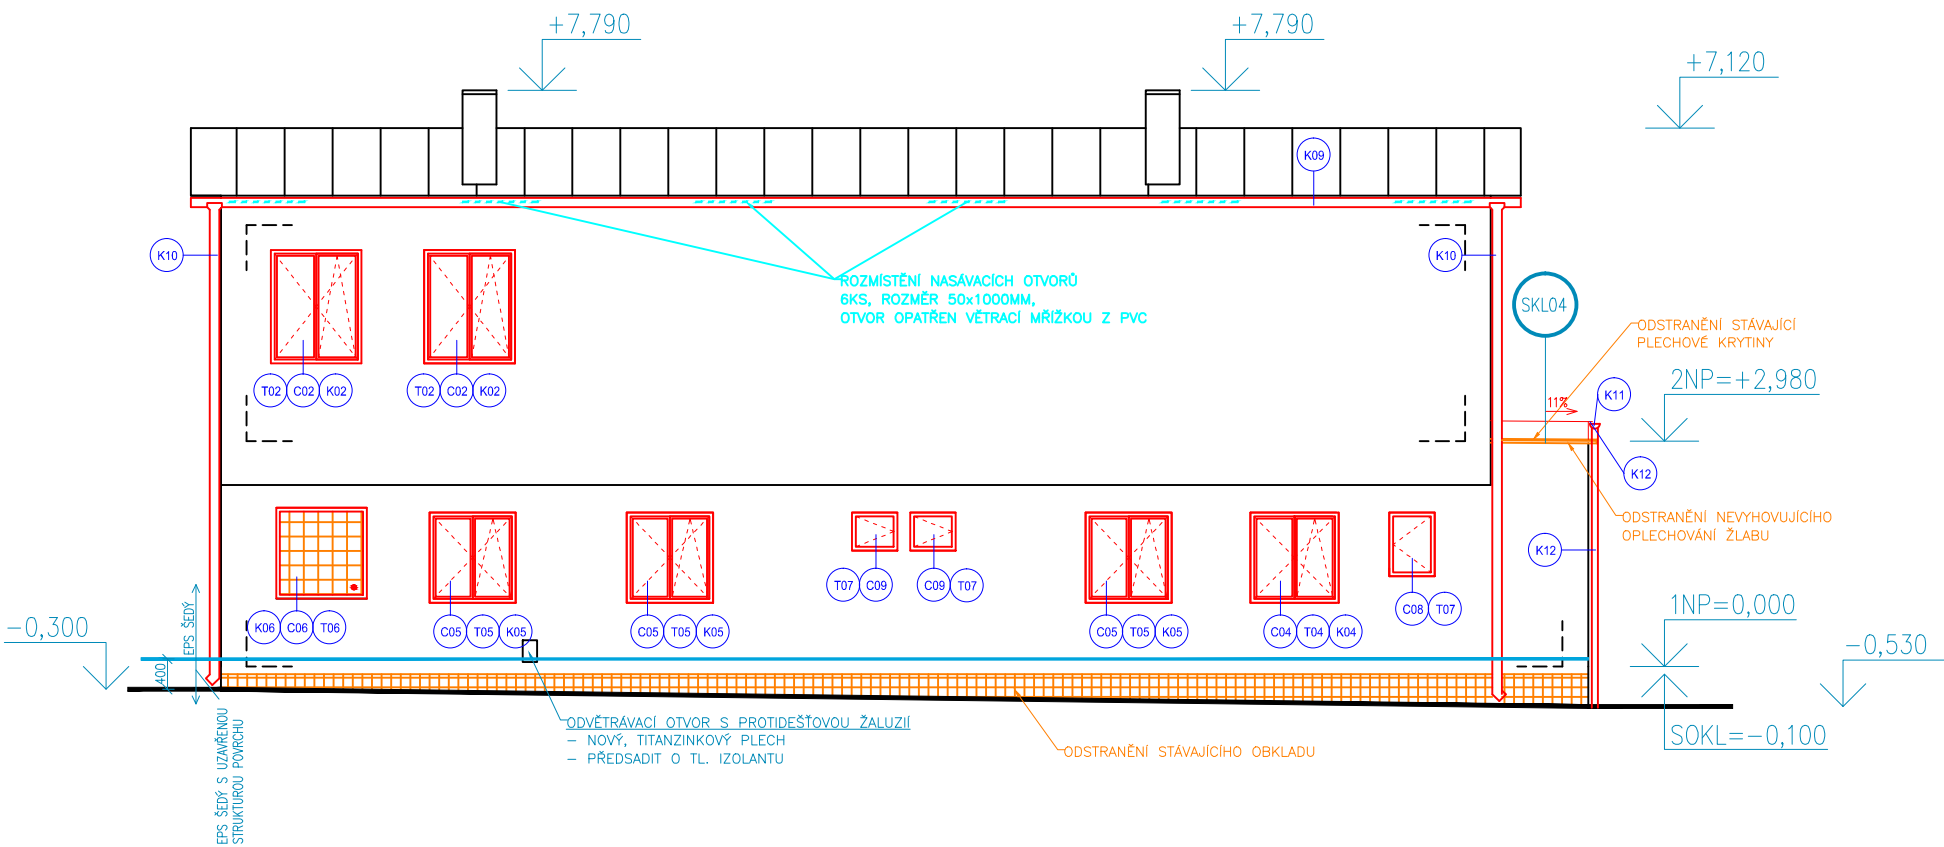 +7,790
+7,790
+7,120
K09
K10
K10
ROZMÍSTĚNÍ NASÁVACÍCH OTVORŮ
6KS, ROZMĚR 50x1000MM,
OTVOR OPATŘEN VĚTRACÍ MŘÍŽKOU Z PVC
SKL04
ODSTRANĚNÍ STÁVAJÍCÍ
PLECHOVÉ KRYTINY
2NP=+2,980
T02 C02 K02
T02 C02 K02
11%
K11
K12
ODSTRANĚNÍ NEVYHOVUJÍCÍHO
OPLECHOVÁNÍ ŽLABU
K12
T07 C09
C09 T07
C08 T07
1NP=0,000
-0,300
EPS ŠEDÝ
K06 C06 T06
C05 T05 K05
C05 T05 K05
C05 T05 K05
C04 T04 K04
-0,530
400
EPS ŠEDÝ S UZAVŘENOU
STRUKTUROU POVRCHU
ODVĚTRÁVACÍ OTVOR S PROTIDEŠŤOVOU ŽALUZIÍ
- NOVÝ, TITANZINKOVÝ PLECH
- PŘEDSADIT O TL. IZOLANTU
ODSTRANĚNÍ STÁVAJÍCÍHO OBKLADU
SOKL=-0,100